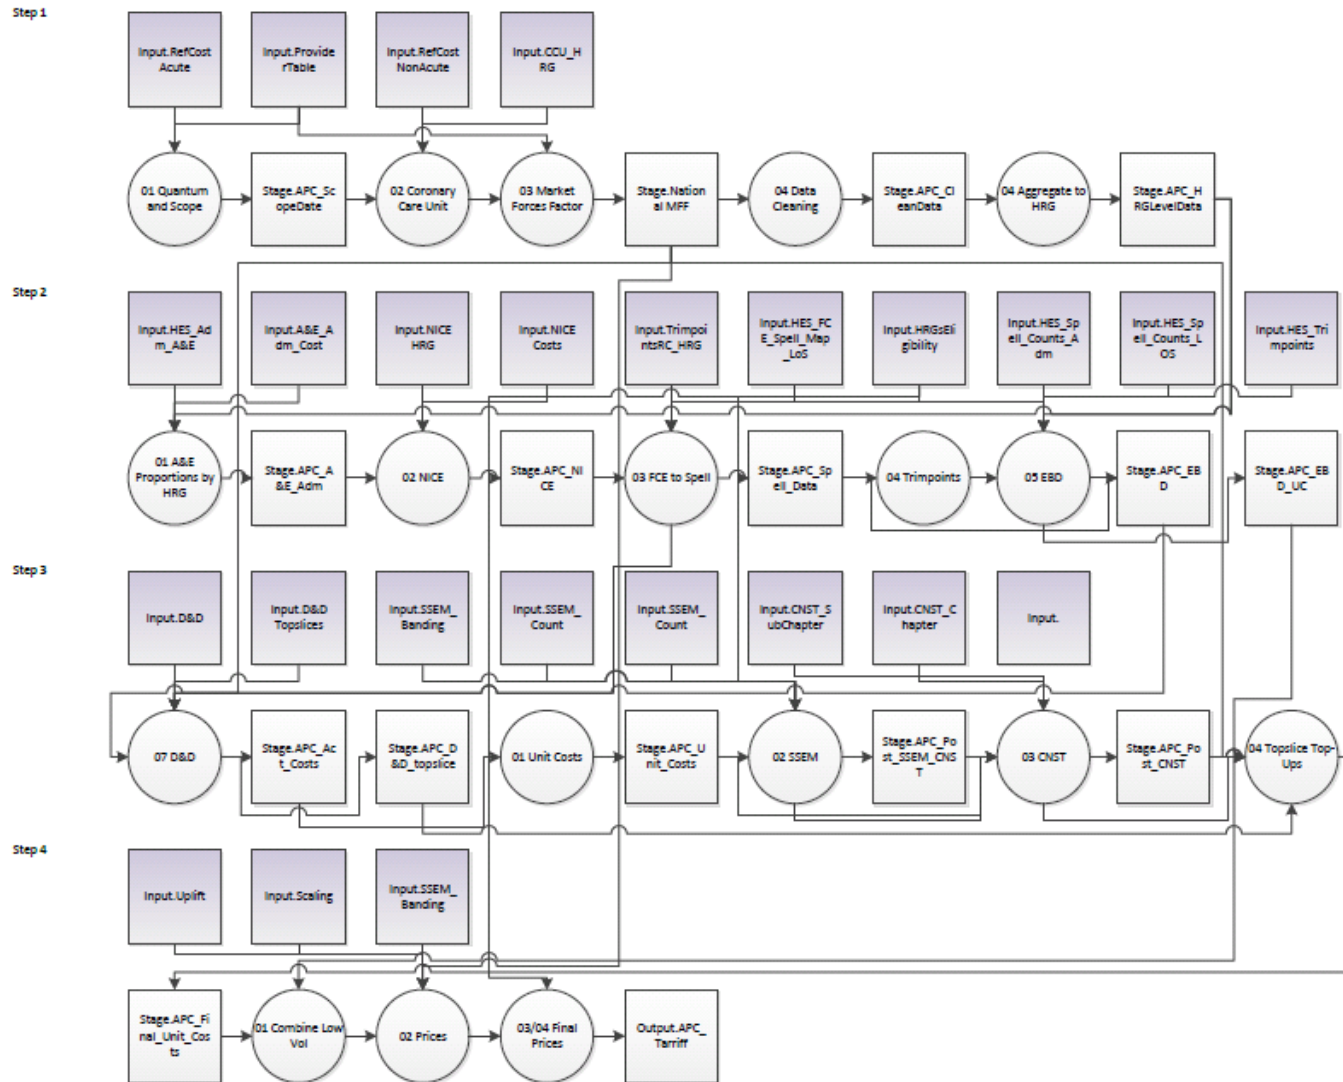 Step 1
Input.RefCost
Acute
Input.Provide
rTable
Input.RefCost
NonAcute
Input.CCU_H
RG
01 Quantum
and Scope
Stage.APC_Sc
opeDate
02 Coronary
Care Unit
03 Market
Forces Factor
Stage.Nation
al MFF
04 Data
Cleaning
Stage.APC_Cl
eanData
04 Aggregate to
HRG
Stage.APC_H
RGLevelData
Step 2
Input.HES_Ad
m_A&E
Input.A&E_A
dm_Cost
Input.NICE
HRG
Input.NICE
Costs
Input.Trimpoi
ntsRC_HRG
Input.HES_FC
E_Spell_Map_
LoS
Input.HRGsEli
gibility
Input.HES_Sp
ell_Counts_A
dm
Input.HES_Sp
ell_Counts_L
OS
Input.HES_Tri
mpoints
01 A&E
Proportions by
HRG
Stage.APC_A
&E_Adm
02 NICE
Stage.APC_NI
CE
03 FCE to Spell
Stage.APC_Sp
ell_Data
04 Trimpoints
05 EBD
Stage.APC_EB
D
Stage.APC_EB
D_UC
Step 3
Input.D&D
Input.D&D
Topslices
Input.SSEM_
Banding
Input.SSEM_
Count
Input.SSEM_
Count
Input.CNST_S
ubChapter
Input.CNST_C
hapter
Input.
07 D&D
Stage.APC_Ac
t_Costs
Stage.APC_D
&D_topslice
01 Unit Costs
Stage.APC_U
nit_Costs
02 SSEM
Stage.APC_Po
st_SSEM_CNS
T
03 CNST
Stage.APC_Po
st_CNST
04 Topslice Top-
Ups
Step 4
Input.Uplift
Input.Scaling
Input.SSEM_
Banding
Stage.APC_Fi
nal_Unit_Cos
ts
01 Combine Low
Vol
02 Prices
03/04 Final
Prices
Output.APC_
Tarriff